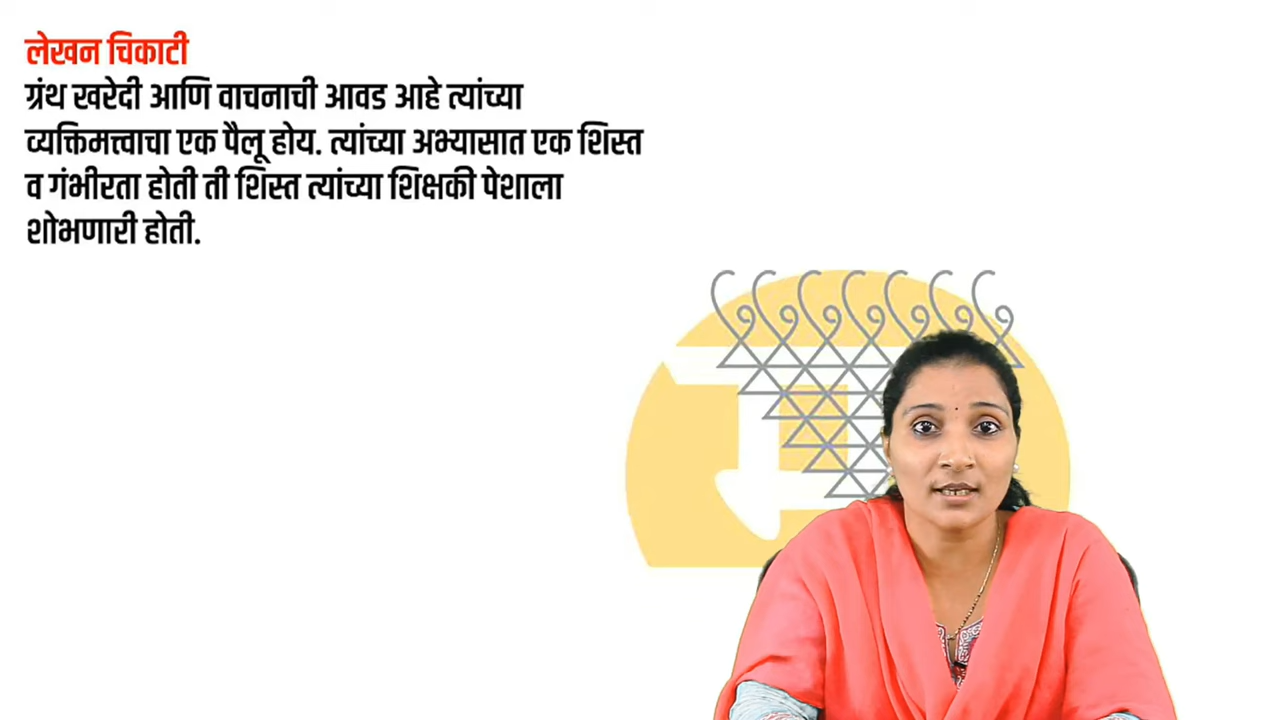 लेखन चिकाटी
ग्रंथ खरेदी आणि वाचनाची आवड आहे त्यांच्या
व्यक्तिमत्त्वाचा एक पैलू होय. त्यांच्या अभ्यासात एक शिस्त
व गंभीरता होती ती शिस्त त्यांच्या शिक्षकी पेशाला
शोभणारी होती.